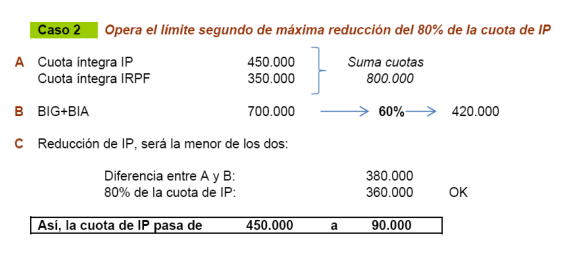 Caso 2 Opera el límite segundo de máxima reducción del 80% de la cuota de IP
A Cuota íntegra IP 450.000 Suma cuotas
Cuota íntegra IRPF 350.000 800.000
B BIG+BIA 700.000 60% 420.000
C Reducción de IP, será la menor de los dos:
Diferencia entre A y B: 380.000
80% de la cuota de IP: 360.000 OK
Así, la cuota de IP pasa de 450.000 a 90.000